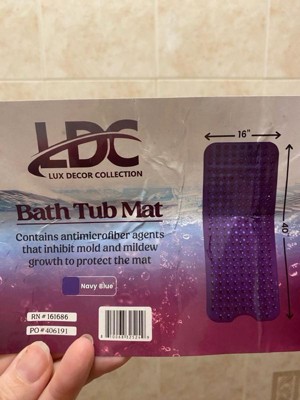 LDC
LUX DECOR COLLECTION
Bath Tub Mat
Contains antimicrofiber agents
that inhibit mold and mildew
growth to protect the mat
Navy Blue
RN # 161686
PO # 406191
16"
40"